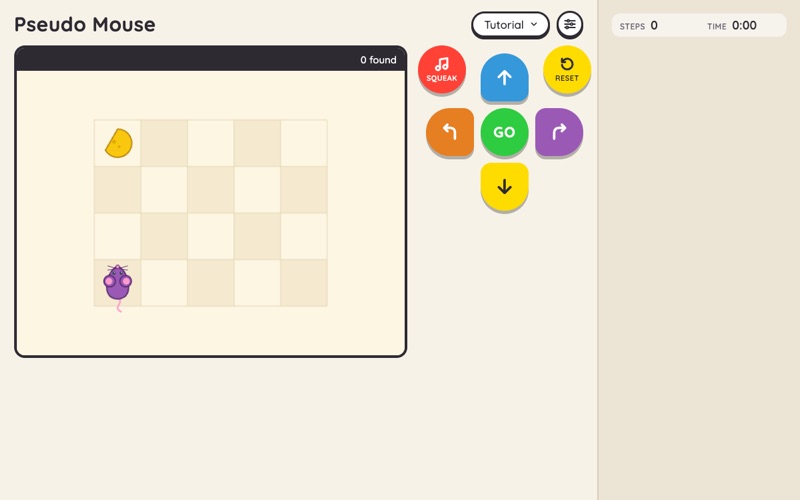 Pseudo Mouse
Tutorial
STEPS 0
TIME 0:00
0 found
SQUEAK
RESET
GO